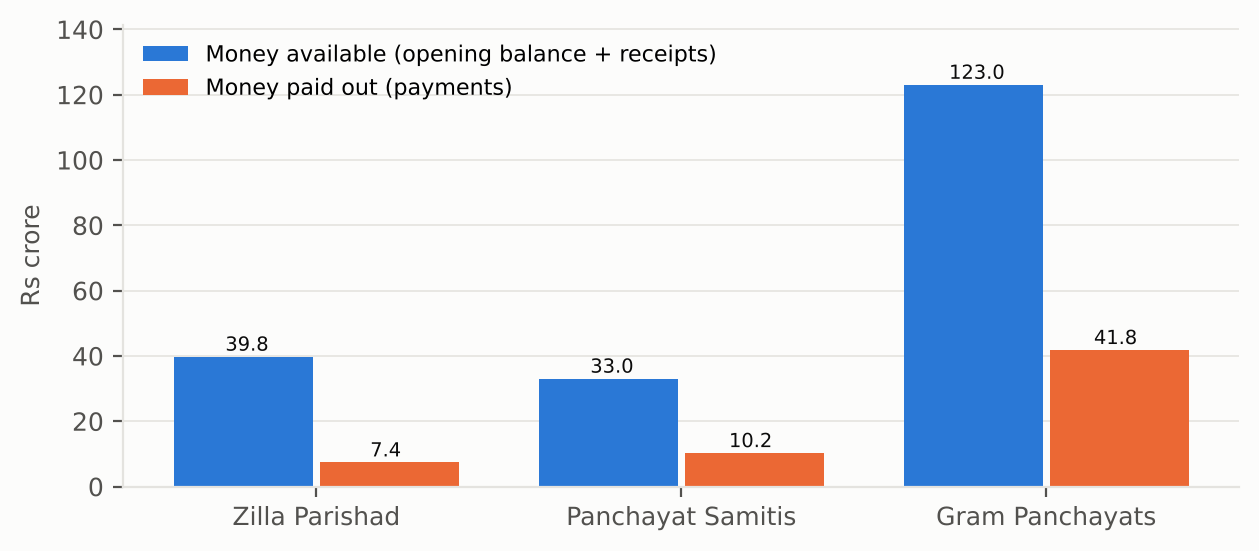 140
120
100
80
60
40
20
0
Rs crore
Money available (opening balance + receipts)
Money paid out (payments)
39.8
7.4
33.0
10.2
123.0
41.8
Zilla Parishad
Panchayat Samitis
Gram Panchayats